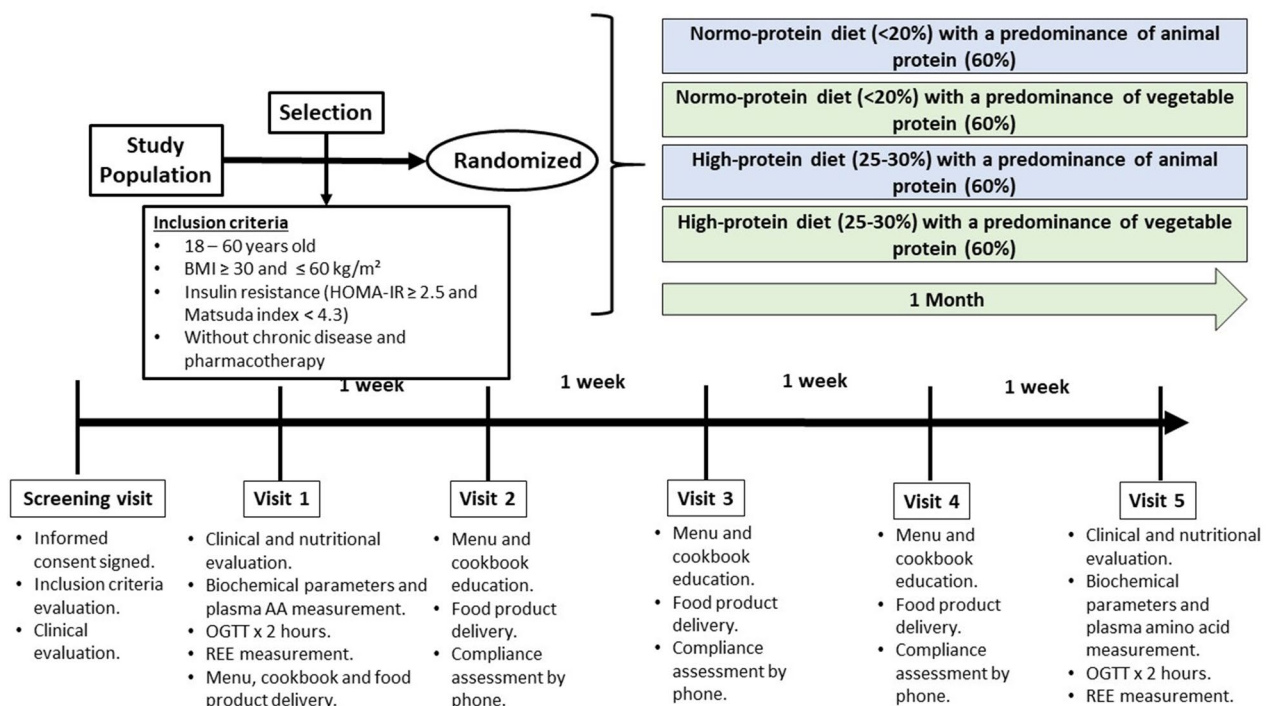 Normo-protein diet (<20%) with a predominance of animal
protein (60%)
Normo-protein diet (<20%) with a predominance of vegetable
protein (60%)
High-protein diet (25-30%) with a predominance of animal
protein (60%)
High-protein diet (25-30%) with a predominance of vegetable
protein (60%)
1 Month
Selection
Study
Population
Randomized
Inclusion criteria
• 18 – 60 years old
• BMI ≥ 30 and ≤ 60 kg/m²
• Insulin resistance (HOMA-IR ≥ 2.5 and
Matsuda index < 4.3)
• Without chronic disease and
pharmacotherapy
1 week
1 week
1 week
1 week
Screening visit
• Informed
consent signed.
• Inclusion criteria
evaluation.
• Clinical
evaluation.
Visit 1
• Clinical and nutritional
evaluation.
• Biochemical parameters and
plasma AA measurement.
• OGTT x 2 hours.
• REE measurement.
• Menu, cookbook and food
product delivery.
Visit 2
• Menu and
cookbook
education.
• Food product
delivery.
• Compliance
assessment by
phone.
Visit 3
• Menu and
cookbook
education.
• Food product
delivery.
• Compliance
assessment by
phone.
Visit 4
• Menu and
cookbook
education.
• Food product
delivery.
• Compliance
assessment by
phone.
Visit 5
• Clinical and nutritional
evaluation.
• Biochemical
parameters and
plasma amino acid
measurement.
• OGTT x 2 hours.
• REE measurement.